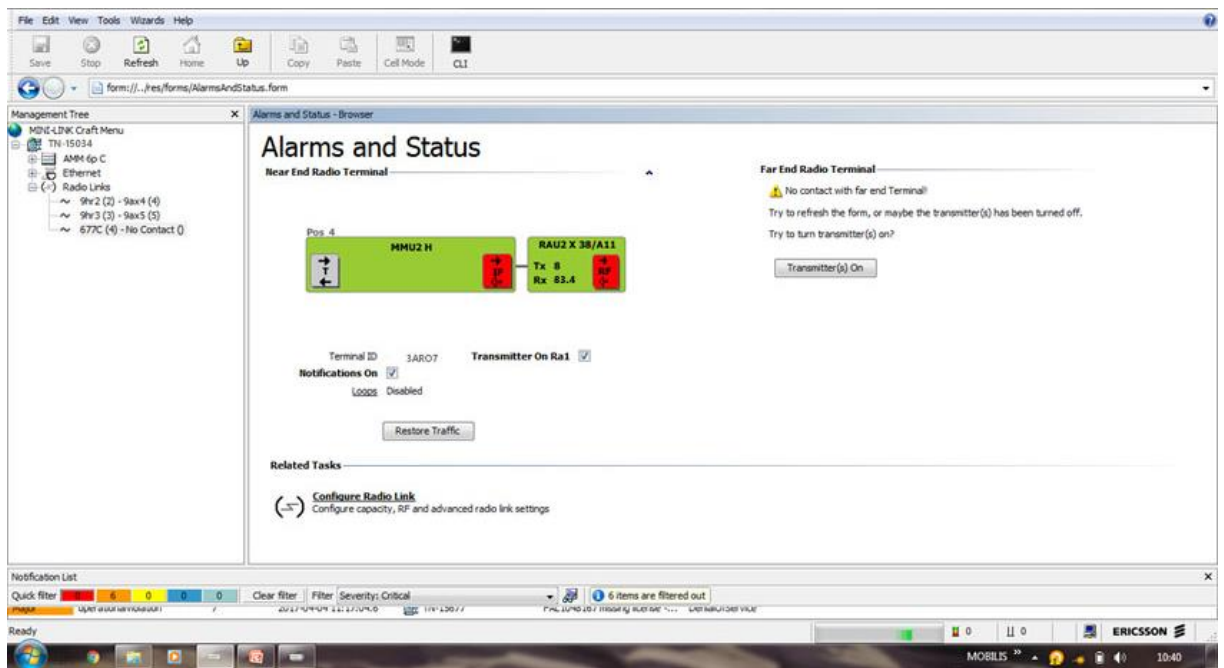 File Edit View Tools Wizards Help
Save Stop Refresh Home Up Copy Paste Cell Mode CLI
form://../res/forms/AlarmsAndStatus.form
Management Tree X Alarms and Status - Browser
MINI-LINK Craft Menu
TN-15034
AMM 6p C
Ethernet
Radio Links
9hr2 (2) - 9ax4 (4)
9hr3 (3) - 9ax5 (5)
677C (4) - No Contact ()
Alarms and Status
Near End Radio Terminal
Pos 4
MMU2 H
T
IF
RAU2 X 38/A11
Tx 8
Rx 83.4
RF
Terminal ID 3ARO7 Transmitter On Ra1
Notifications On
Loops Disabled
Restore Traffic
Related Tasks
Configure Radio Link
Configure capacity, RF and advanced radio link settings
Far End Radio Terminal
No contact with far end Terminal!
Try to refresh the form, or maybe the transmitter(s) has been turned off.
Try to turn transmitter(s) on?
Transmitter(s) On
Notification List X
Quick filter 6 0 0 0 Clear filter Filter Severity: Critical 6 items are filtered out
Ready 0 0 ERICSSON
MOBILIS 10:40